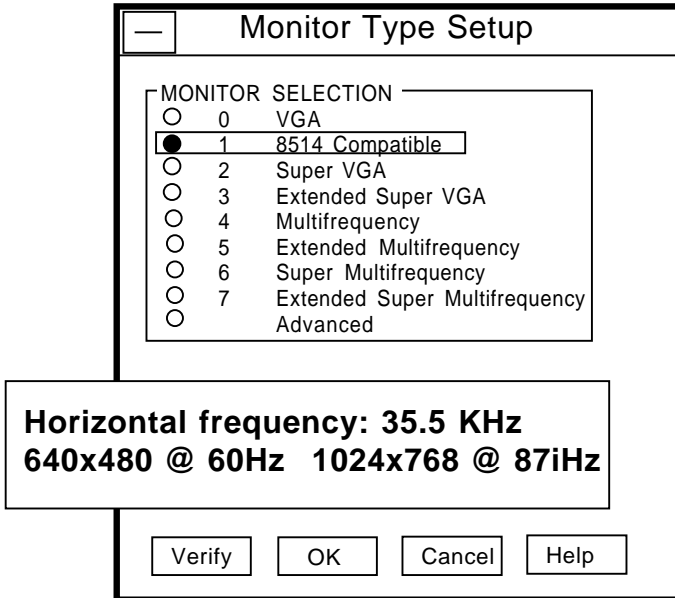 Monitor Type Setup
MONITOR SELECTION
0 VGA
1 8514 Compatible
2 Super VGA
3 Extended Super VGA
4 Multifrequency
5 Extended Multifrequency
6 Super Multifrequency
7 Extended Super Multifrequency
Advanced
Horizontal frequency: 35.5 KHz
640x480 @ 60Hz 1024x768 @ 87iHz
Verify OK Cancel Help